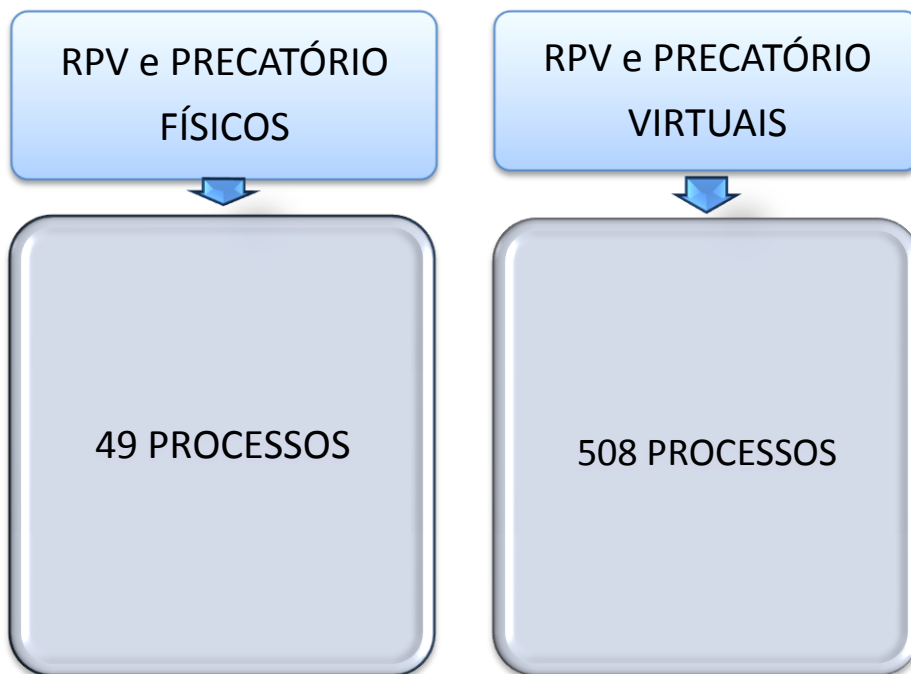 RPV e PRECATÓRIO
FÍSICOS
49 PROCESSOS
RPV e PRECATÓRIO
VIRTUAIS
508 PROCESSOS